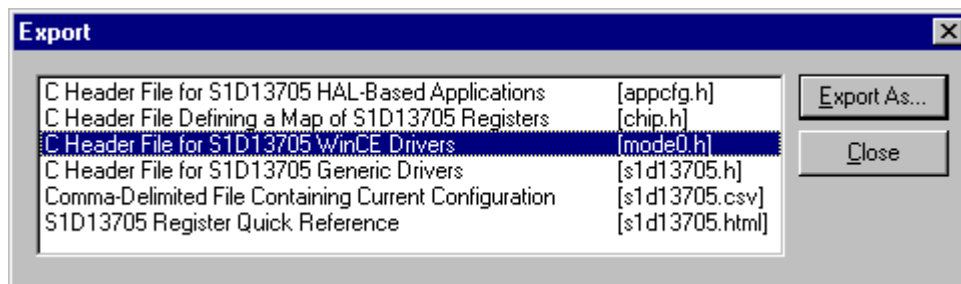 Export
C Header File for S1D13705 HAL-Based Applications [appcfg.h]
C Header File Defining a Map of S1D13705 Registers [chip.h]
C Header File for S1D13705 WinCE Drivers [mode0.h]
C Header File for S1D13705 Generic Drivers [s1d13705.h]
Comma-Delimited File Containing Current Configuration [s1d13705.csv]
S1D13705 Register Quick Reference [s1d13705.html]
Export As...
Close